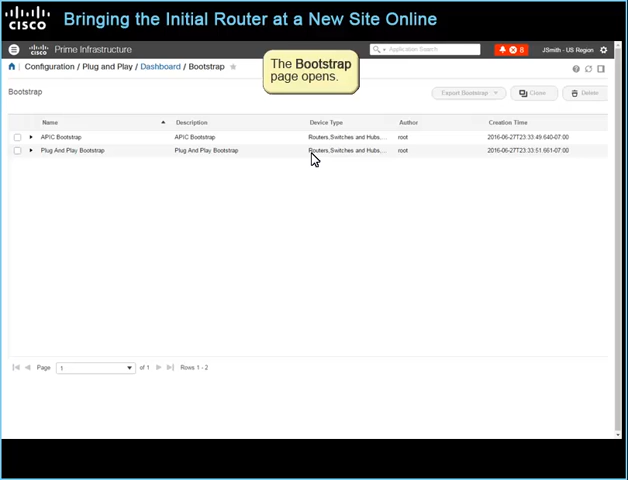 CISCO
Bringing the Initial Router at a New Site Online
CISCO
Prime Infrastructure
Application Search
8
JSmith - US Region
Configuration / Plug and Play / Dashboard / Bootstrap
The Bootstrap
page opens.
Bootstrap
Export Bootstrap
Clone
Delete
Name
Description
Device Type
Author
Creation Time
APIC Bootstrap
APIC Bootstrap
Routers,Switches and Hubs,...
root
2016-06-27T23:33:49.640-07:00
Plug And Play Bootstrap
Plug And Play Bootstrap
Routers,Switches and Hubs,...
root
2016-06-27T23:33:51.661-07:00
Page
1
of 1
Rows 1 - 2